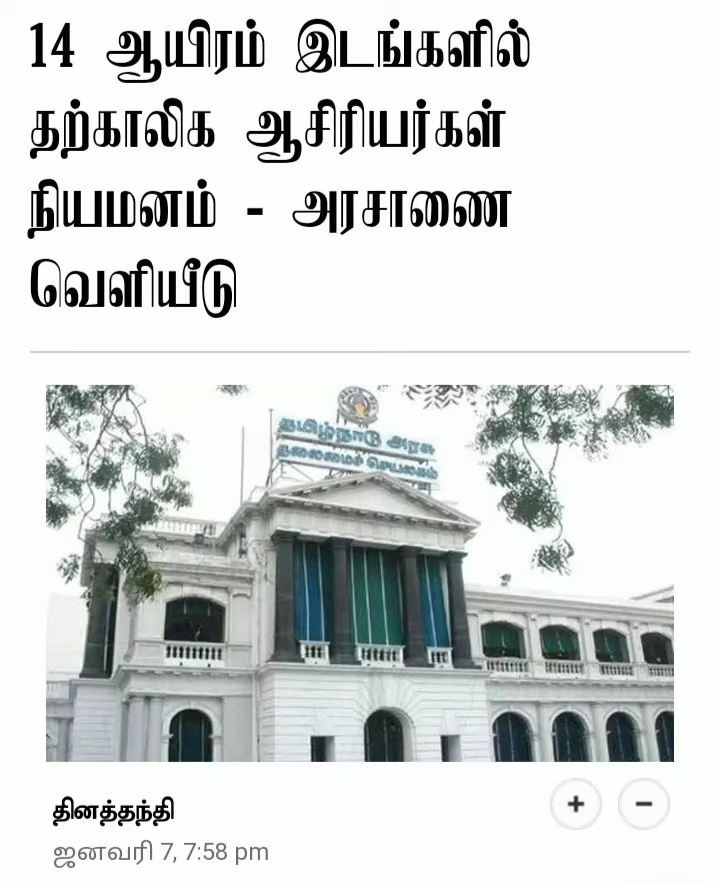 14 ஆயிரம் இடங்களில்
தற்காலிக ஆசிரியர்கள்
நியமனம் - அரசாணை
வெளியீடு
தமிழ்நாடு அரசு
தலைமைச் செயலகம்
தினத்தந்தி
ஜனவரி 7, 7:58 pm